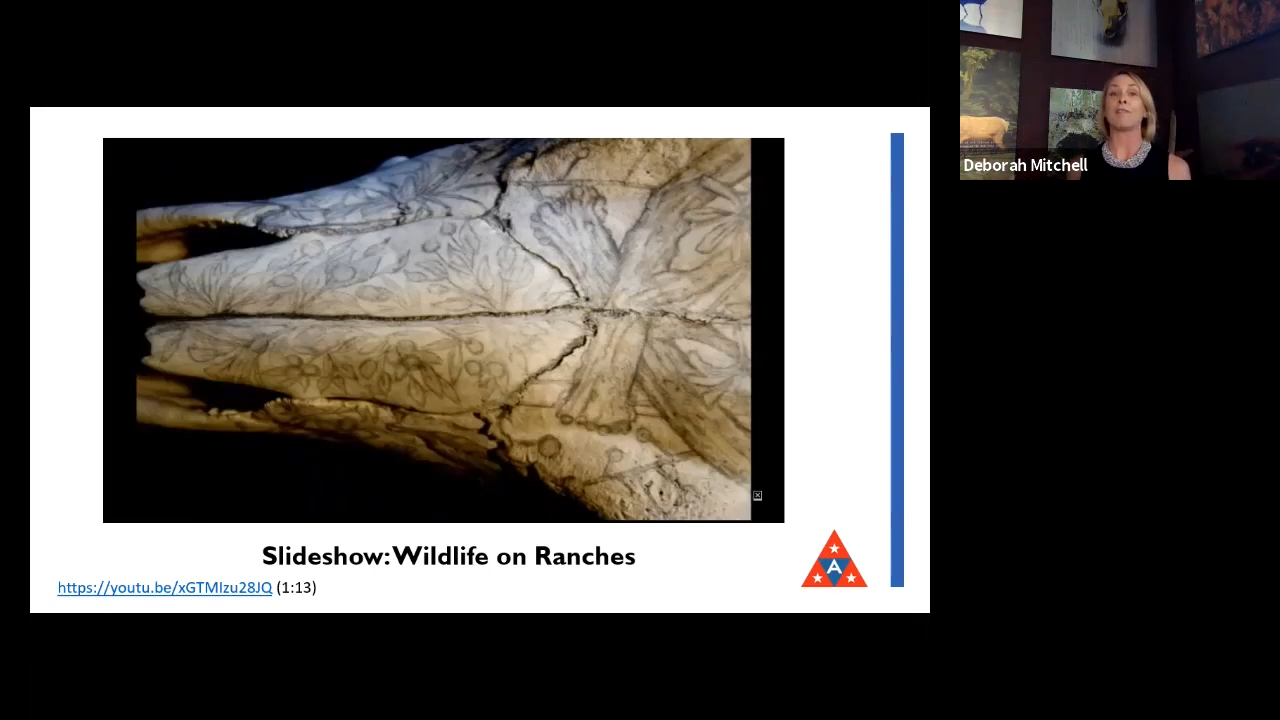 Deborah Mitchell
Slideshow: Wildlife on Ranches
https://youtu.be/xGTMlzu28JQ (1:13)
A